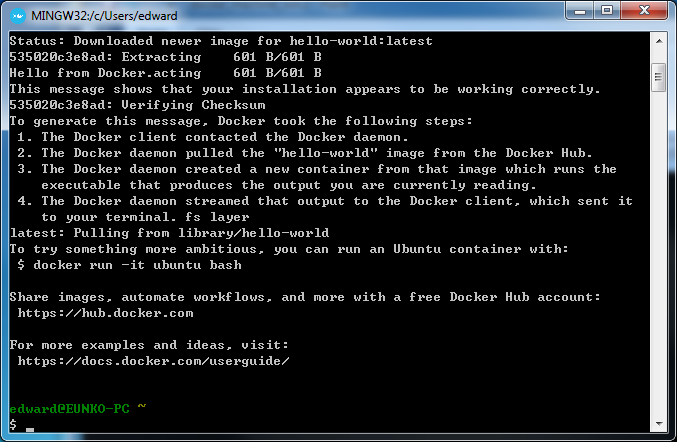 MINGW32:/c/Users/edward
Status: Downloaded newer image for hello-world:latest
535020c3e8ad: Extracting    601 B/601 B
Hello from Docker.acting    601 B/601 B
This message shows that your installation appears to be working correctly.
535020c3e8ad: Verifying Checksum
To generate this message, Docker took the following steps:
 1. The Docker client contacted the Docker daemon.
 2. The Docker daemon pulled the "hello-world" image from the Docker Hub.
 3. The Docker daemon created a new container from that image which runs the
    executable that produces the output you are currently reading.
 4. The Docker daemon streamed that output to the Docker client, which sent it
    to your terminal. fs layer
latest: Pulling from library/hello-world
To try something more ambitious, you can run an Ubuntu container with:
 $ docker run -it ubuntu bash
Share images, automate workflows, and more with a free Docker Hub account:
 https://hub.docker.com
For more examples and ideas, visit:
 https://docs.docker.com/userguide/
edward@EUNKO-PC ~
$ _